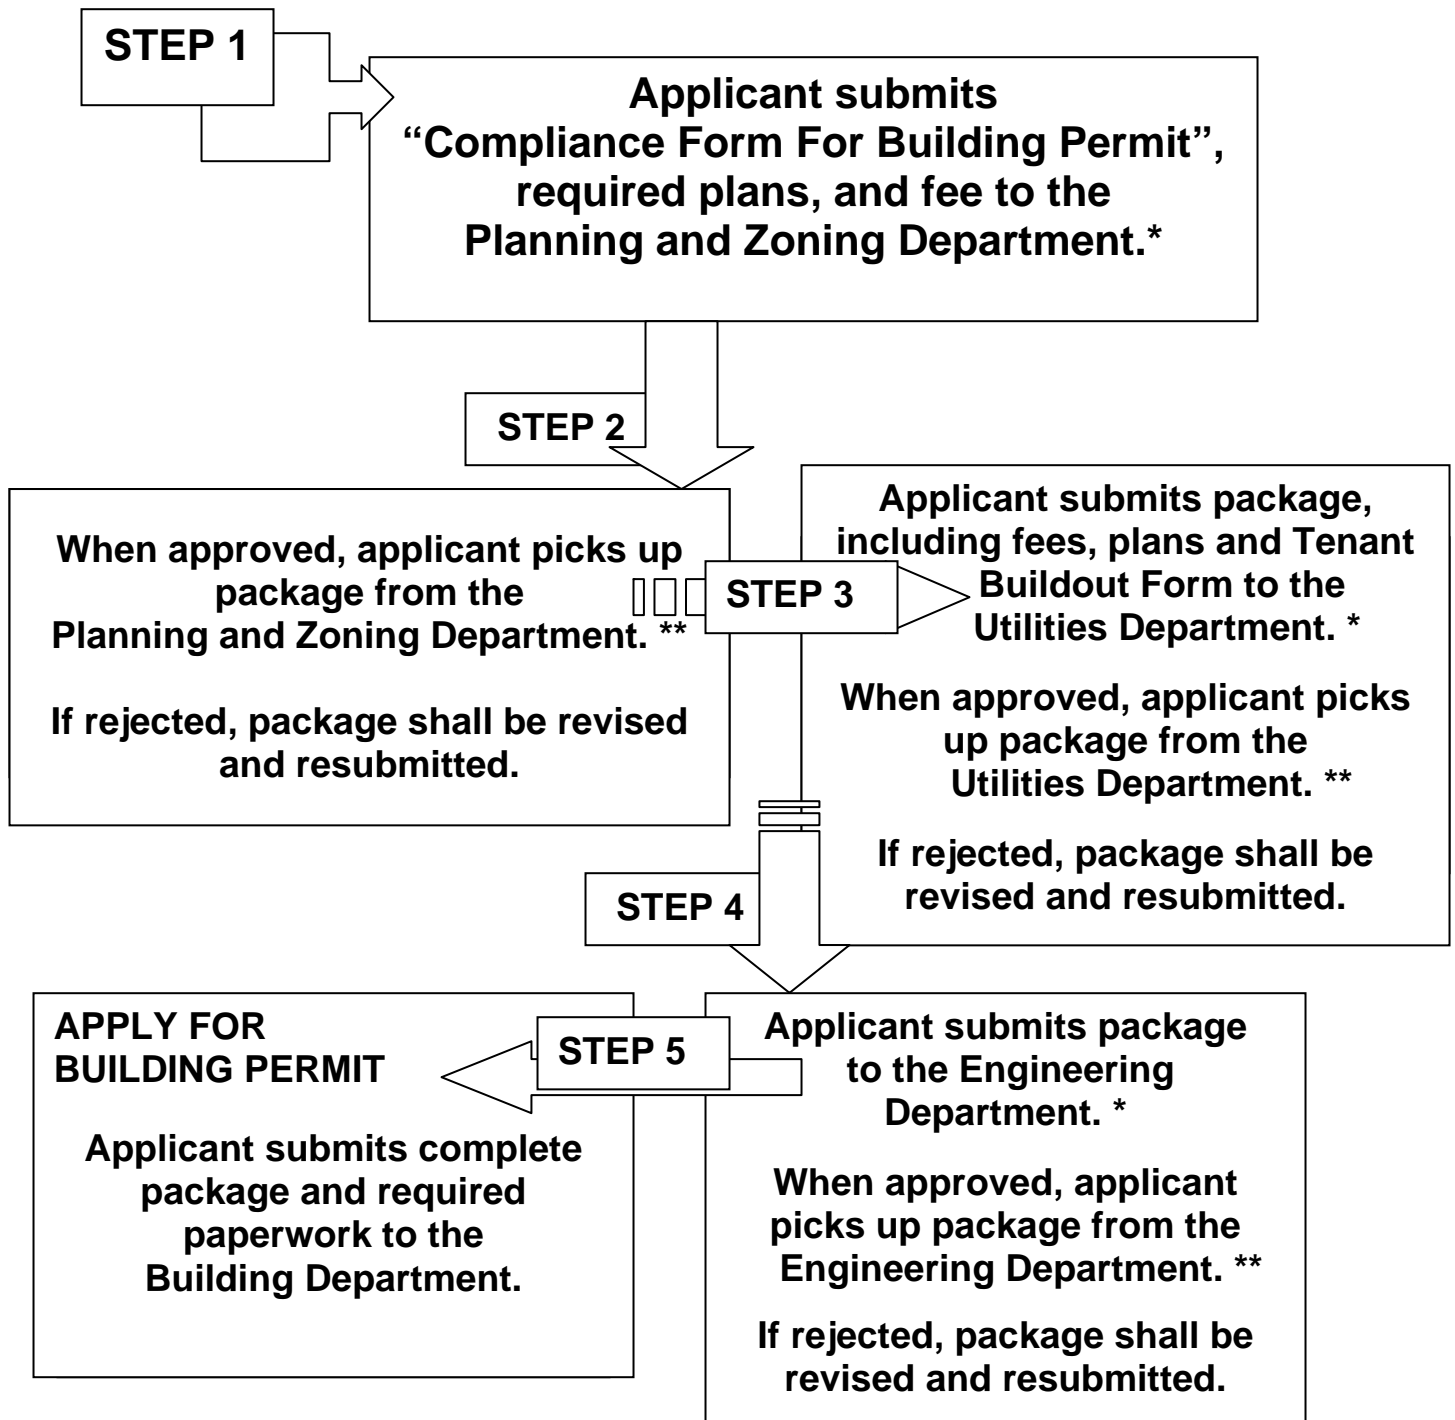 STEP 1
Applicant submits
“Compliance Form For Building Permit”,
required plans, and fee to the
Planning and Zoning Department.*
STEP 2
When approved, applicant picks up
package from the
Planning and Zoning Department. **
If rejected, package shall be revised
and resubmitted.
STEP 3
Applicant submits package,
including fees, plans and Tenant
Buildout Form to the
Utilities Department. *
When approved, applicant picks
up package from the
Utilities Department. **
If rejected, package shall be
revised and resubmitted.
STEP 4
Applicant submits package
to the Engineering
Department. *
When approved, applicant
picks up package from the
Engineering Department. **
If rejected, package shall be
revised and resubmitted.
STEP 5
APPLY FOR
BUILDING PERMIT
Applicant submits complete
package and required
paperwork to the
Building Department.